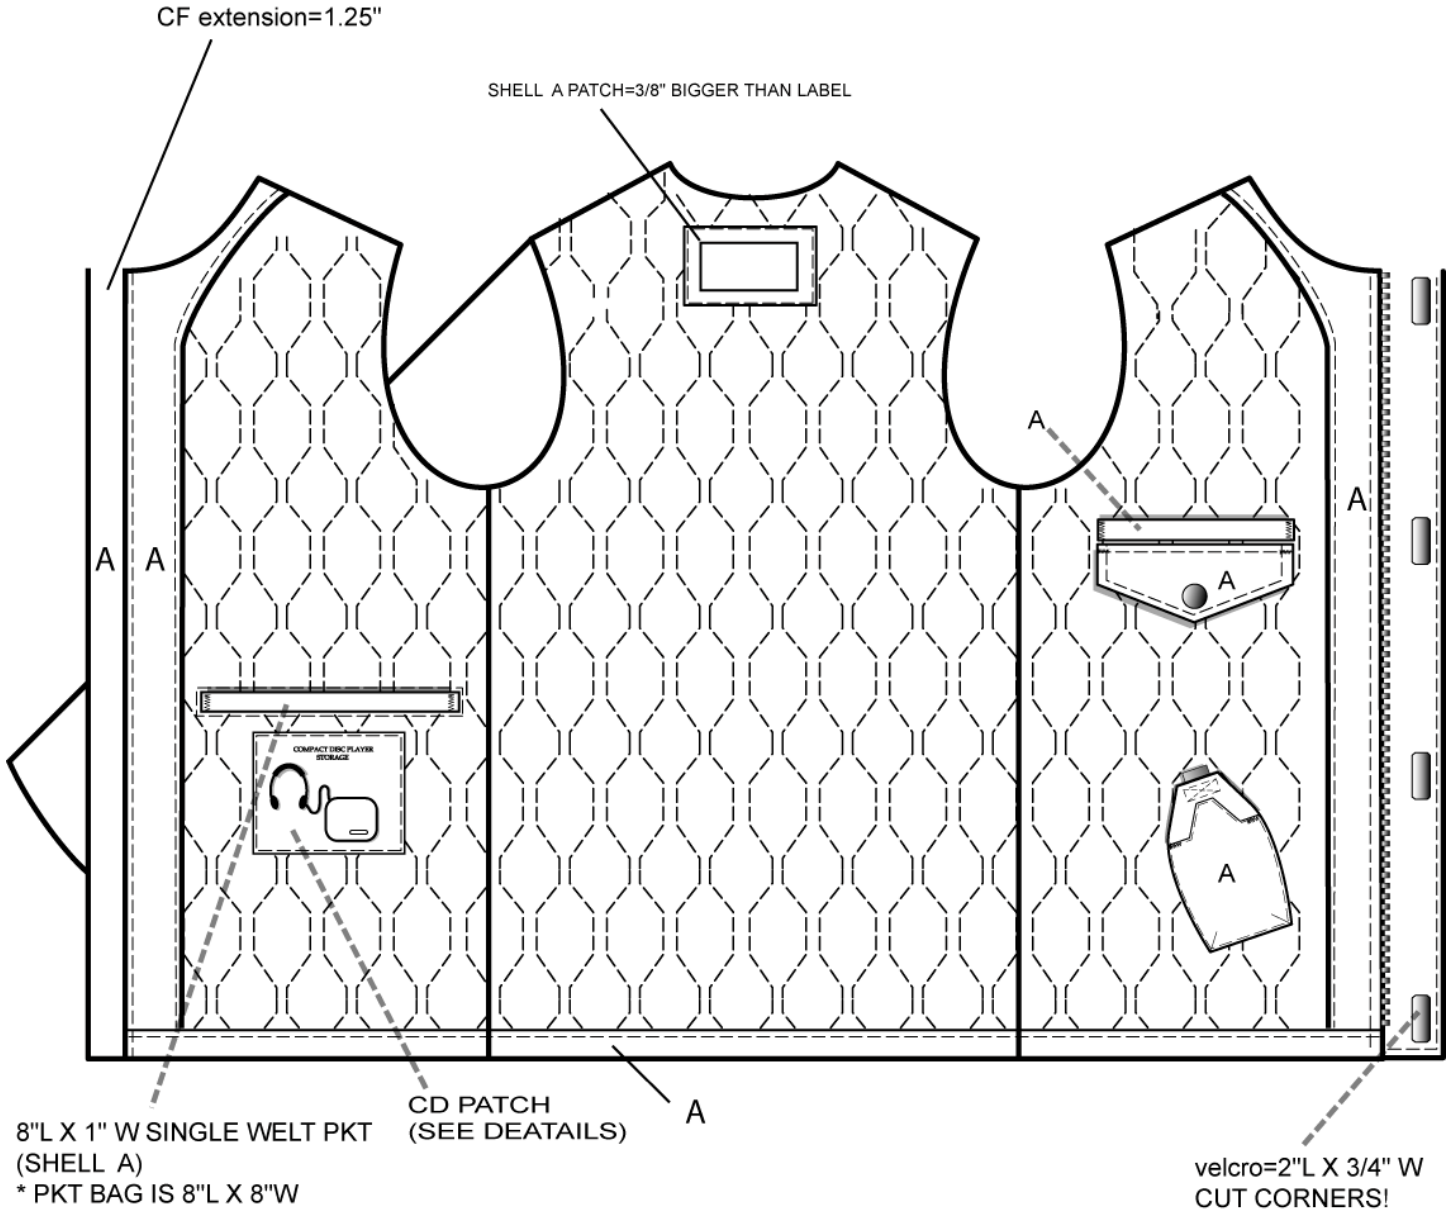 CF extension=1.25"
SHELL A PATCH=3/8" BIGGER THAN LABEL
A
A
A
A
A
COMPACT DISC PLAYER
STORAGE
A
A
8"L X 1" W SINGLE WELT PKT
(SHELL A)
* PKT BAG IS 8"L X 8"W
CD PATCH
(SEE DEATAILS)
velcro=2"L X 3/4" W
CUT CORNERS!